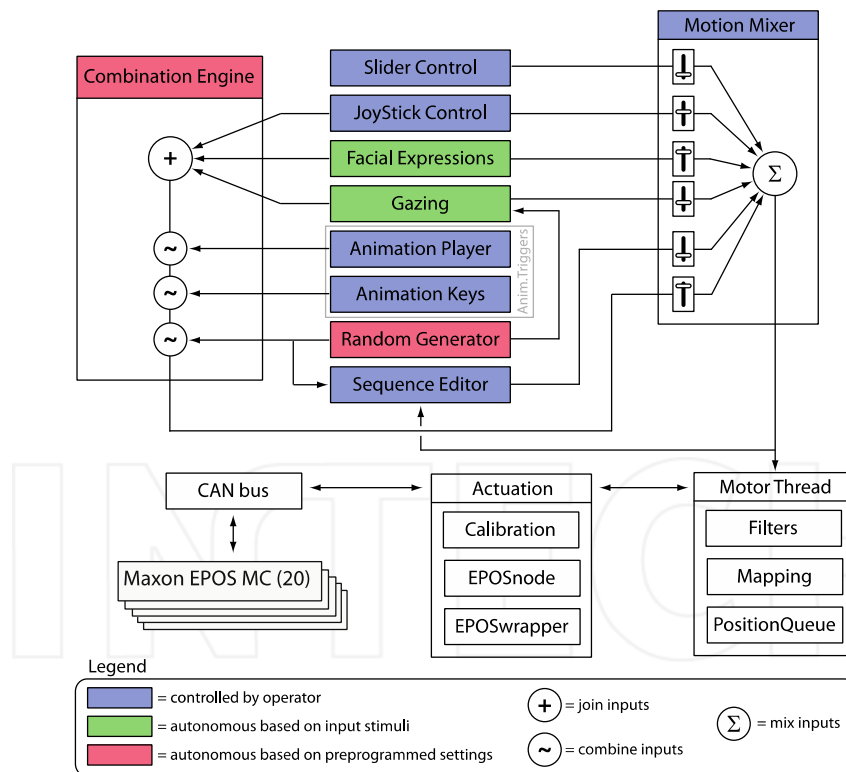 Motion Mixer
Combination Engine
Slider Control
JoyStick Control
+
Facial Expressions
Σ
Gazing
~
Animation Player
Anim.Triggers
~
Animation Keys
~
Random Generator
Sequence Editor
CAN bus
Actuation
Motor Thread
Calibration
Filters
Maxon EPOS MC (20)
EPOSnode
Mapping
EPOSwrapper
PositionQueue
INTECH
Legend
= controlled by operator
+ = join inputs
Σ = mix inputs
= autonomous based on input stimuli
= autonomous based on preprogrammed settings
~ = combine inputs